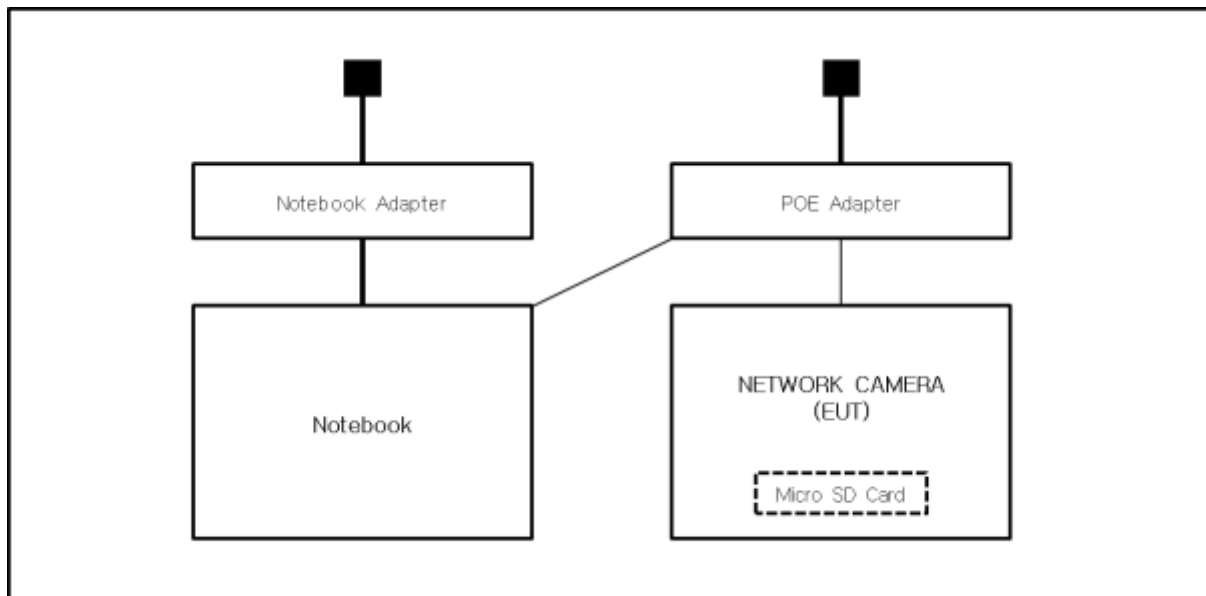 Notebook Adapter
POE Adapter
Notebook
NETWORK CAMERA
(EUT)
Micro SD Card